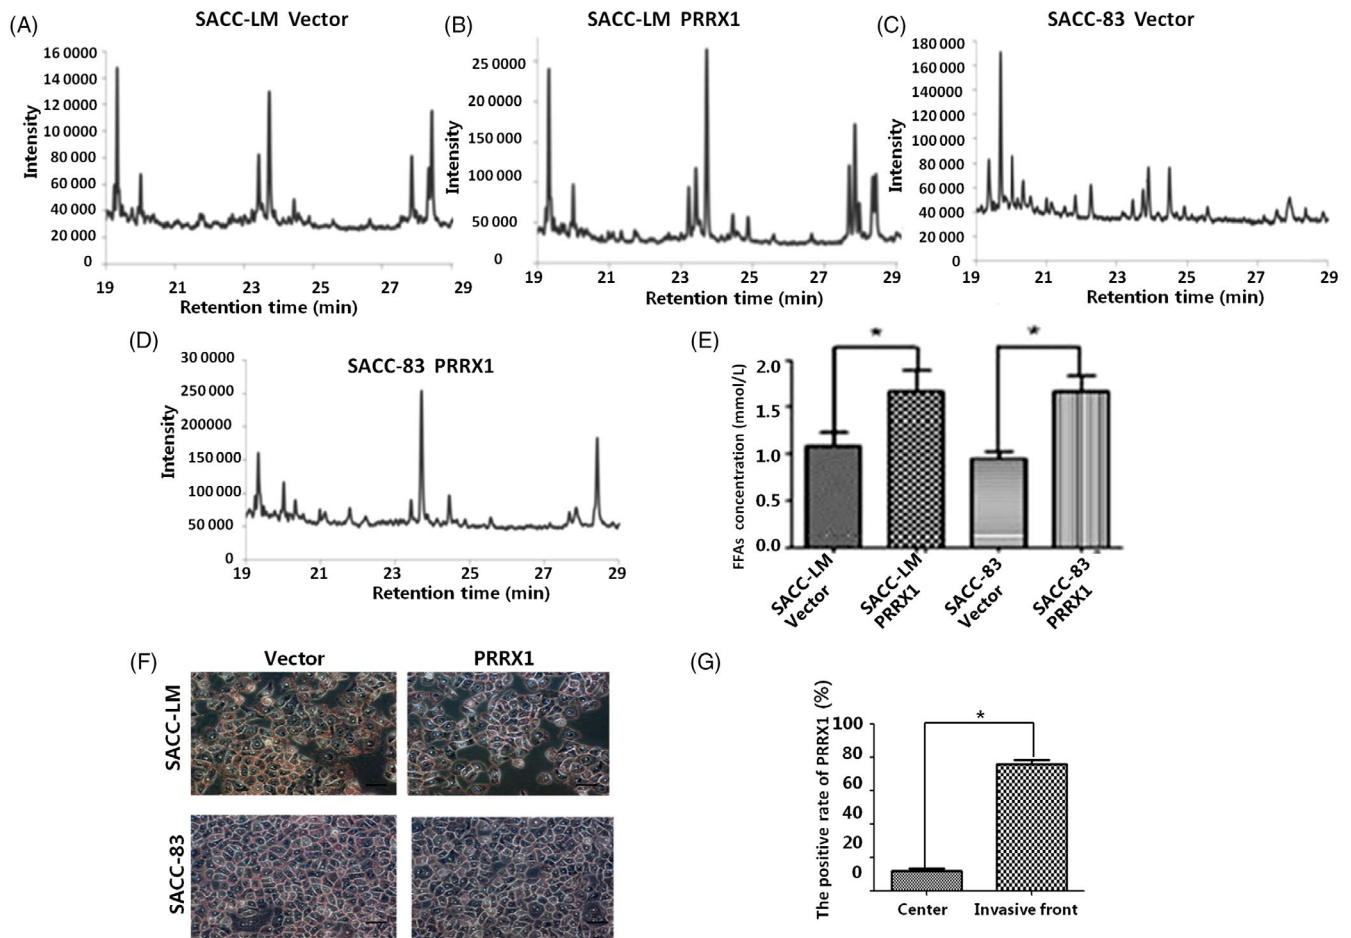 (A)
SACC-LM Vector
Intensity
16 0000
14 0000
12 0000
10 0000
80 000
60 000
40 000
20 000
0
19 21 23 25 27 29
Retention time (min)
(B)
SACC-LM PRRX1
Intensity
25 0000
20 0000
150 000
100 000
50 000
0
19 21 23 25 27 29
Retention time (min)
(C)
SACC-83 Vector
Intensity
180 000
160 000
140 000
120 000
100 000
80 000
60 000
40 000
20 000
0
19 21 23 25 27 29
Retention time (min)
(D)
SACC-83 PRRX1
Intensity
30 0000
250 000
200 000
150 000
100 000
50 000
0
19 21 23 25 27 29
Retention time (min)
(E)
FFAs concentration (mmol/L)
2.0
1.5
1.0
0.5
0.0
* *
SACC-LM
Vector
SACC-LM
PRRX1
SACC-83
Vector
SACC-83
PRRX1
(F)
Vector PRRX1
SACC-LM
SACC-83
(G)
The positive rate of PRRX1 (%)
100
80
60
40
20
0
*
Center Invasive front